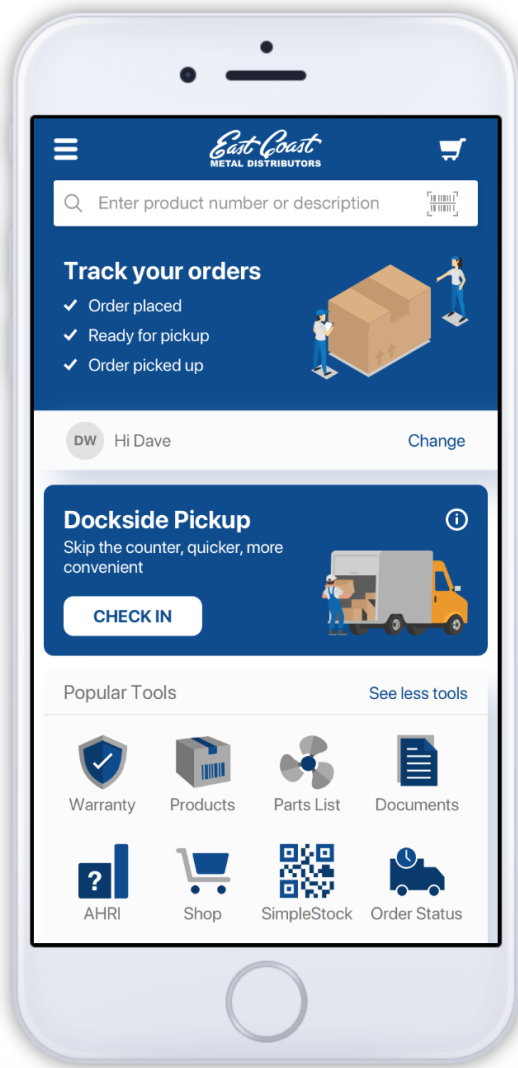 East Coast
METAL DISTRIBUTORS
Enter product number or description
Track your orders
Order placed
Ready for pickup
Order picked up
DW Hi Dave Change
Dockside Pickup
Skip the counter, quicker, more
convenient
CHECK IN
Popular Tools See less tools
Warranty Products Parts List Documents
?
AHRI Shop SimpleStock Order Status